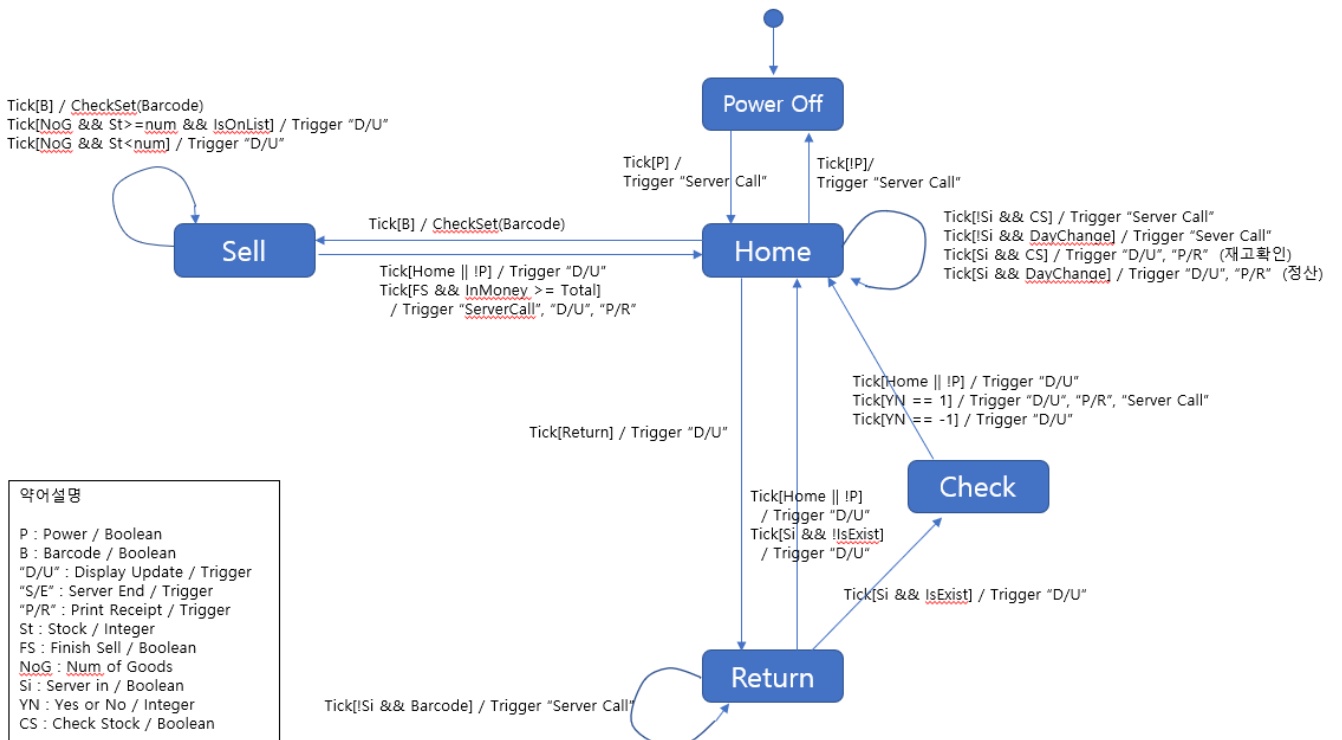 Power Off
Tick[B] / CheckSet(Barcode)
Tick[NoG && St>=num && IsOnList] / Trigger “D/U”
Tick[NoG && St<num] / Trigger “D/U”
Tick[P] /
Trigger “Server Call”
Tick[!P]/
Trigger “Server Call”
Sell
Tick[B] / CheckSet(Barcode)
Home
Tick[!Si && CS] / Trigger “Server Call”
Tick[!Si && DayChange] / Trigger “Sever Call”
Tick[Si && CS] / Trigger “D/U”, “P/R” (재고확인)
Tick[Si && DayChange] / Trigger “D/U”, “P/R” (정산)
Tick[Home || !P] / Trigger “D/U”
Tick[FS && InMoney >= Total]
/ Trigger “ServerCall”, “D/U”, “P/R”
Tick[Home || !P] / Trigger “D/U”
Tick[YN == 1] / Trigger “D/U”, “P/R”, “Server Call”
Tick[YN == -1] / Trigger “D/U”
Tick[Return] / Trigger “D/U”
Check
Tick[Home || !P]
/ Trigger “D/U”
Tick[Si && !IsExist]
/ Trigger “D/U”
Tick[Si && IsExist] / Trigger “D/U”
Return
Tick[!Si && Barcode] / Trigger “Server Call”
약어설명
P : Power / Boolean
B : Barcode / Boolean
“D/U” : Display Update / Trigger
“S/E” : Server End / Trigger
“P/R” : Print Receipt / Trigger
St : Stock / Integer
FS : Finish Sell / Boolean
NoG : Num of Goods
Si : Server in / Boolean
YN : Yes or No / Integer
CS : Check Stock / Boolean